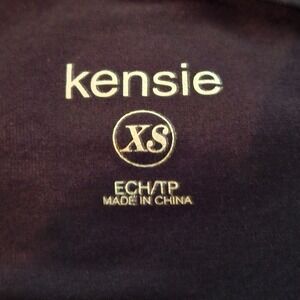 kensie
XS
ECH/TP
MADE IN CHINA